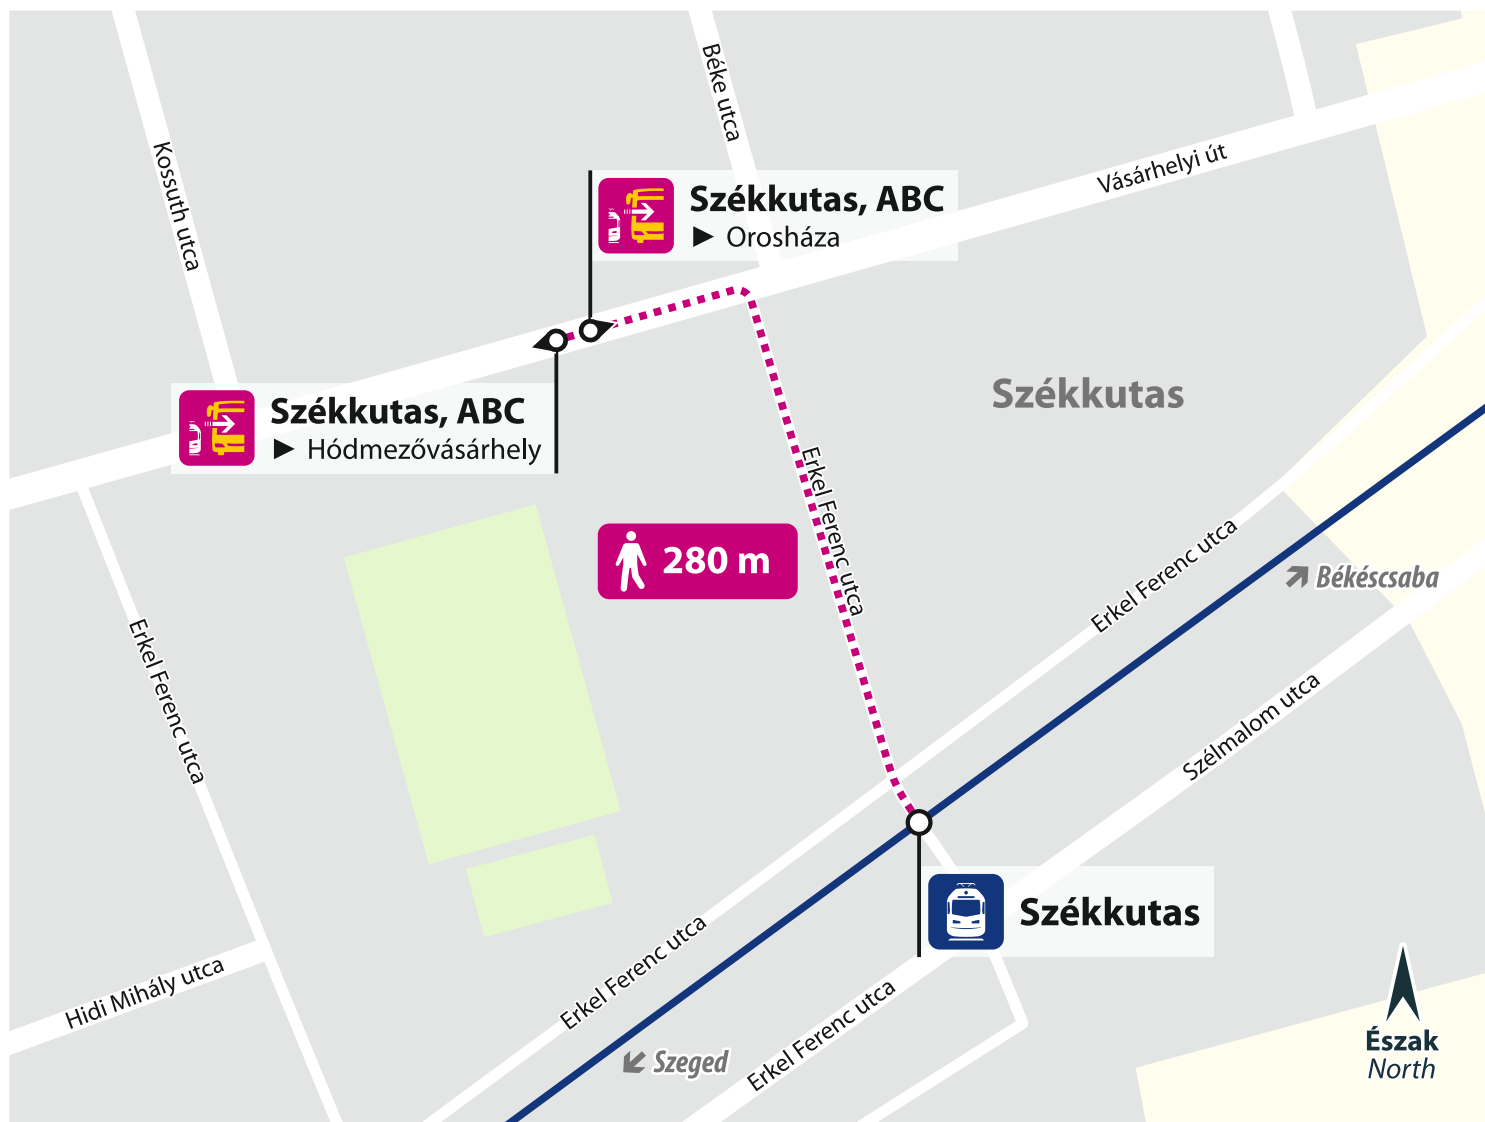 Béke utca
Kossuth utca
Vásárhelyi út
Székkutas, ABC
► Orosháza
Székkutas
Székkutas, ABC
► Hódmezővásárhely
Erkel Ferenc utca
280 m
Erkel Ferenc utca
Békéscsaba
Erkel Ferenc utca
Szélmalom utca
Székkutas
Erkel Ferenc utca
Hidi Mihály utca
Erkel Ferenc utca
Szeged
Észak
North